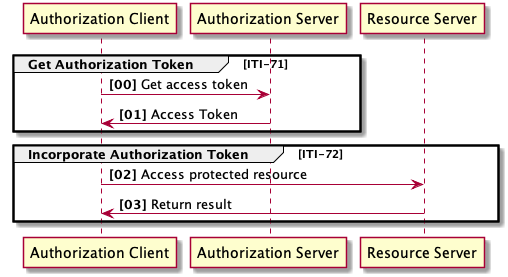 Authorization Client Authorization Server Resource Server
Get Authorization Token [ITI-71]
[00] Get access token
[01] Access Token
Incorporate Authorization Token [ITI-72]
[02] Access protected resource
[03] Return result
Authorization Client Authorization Server Resource Server